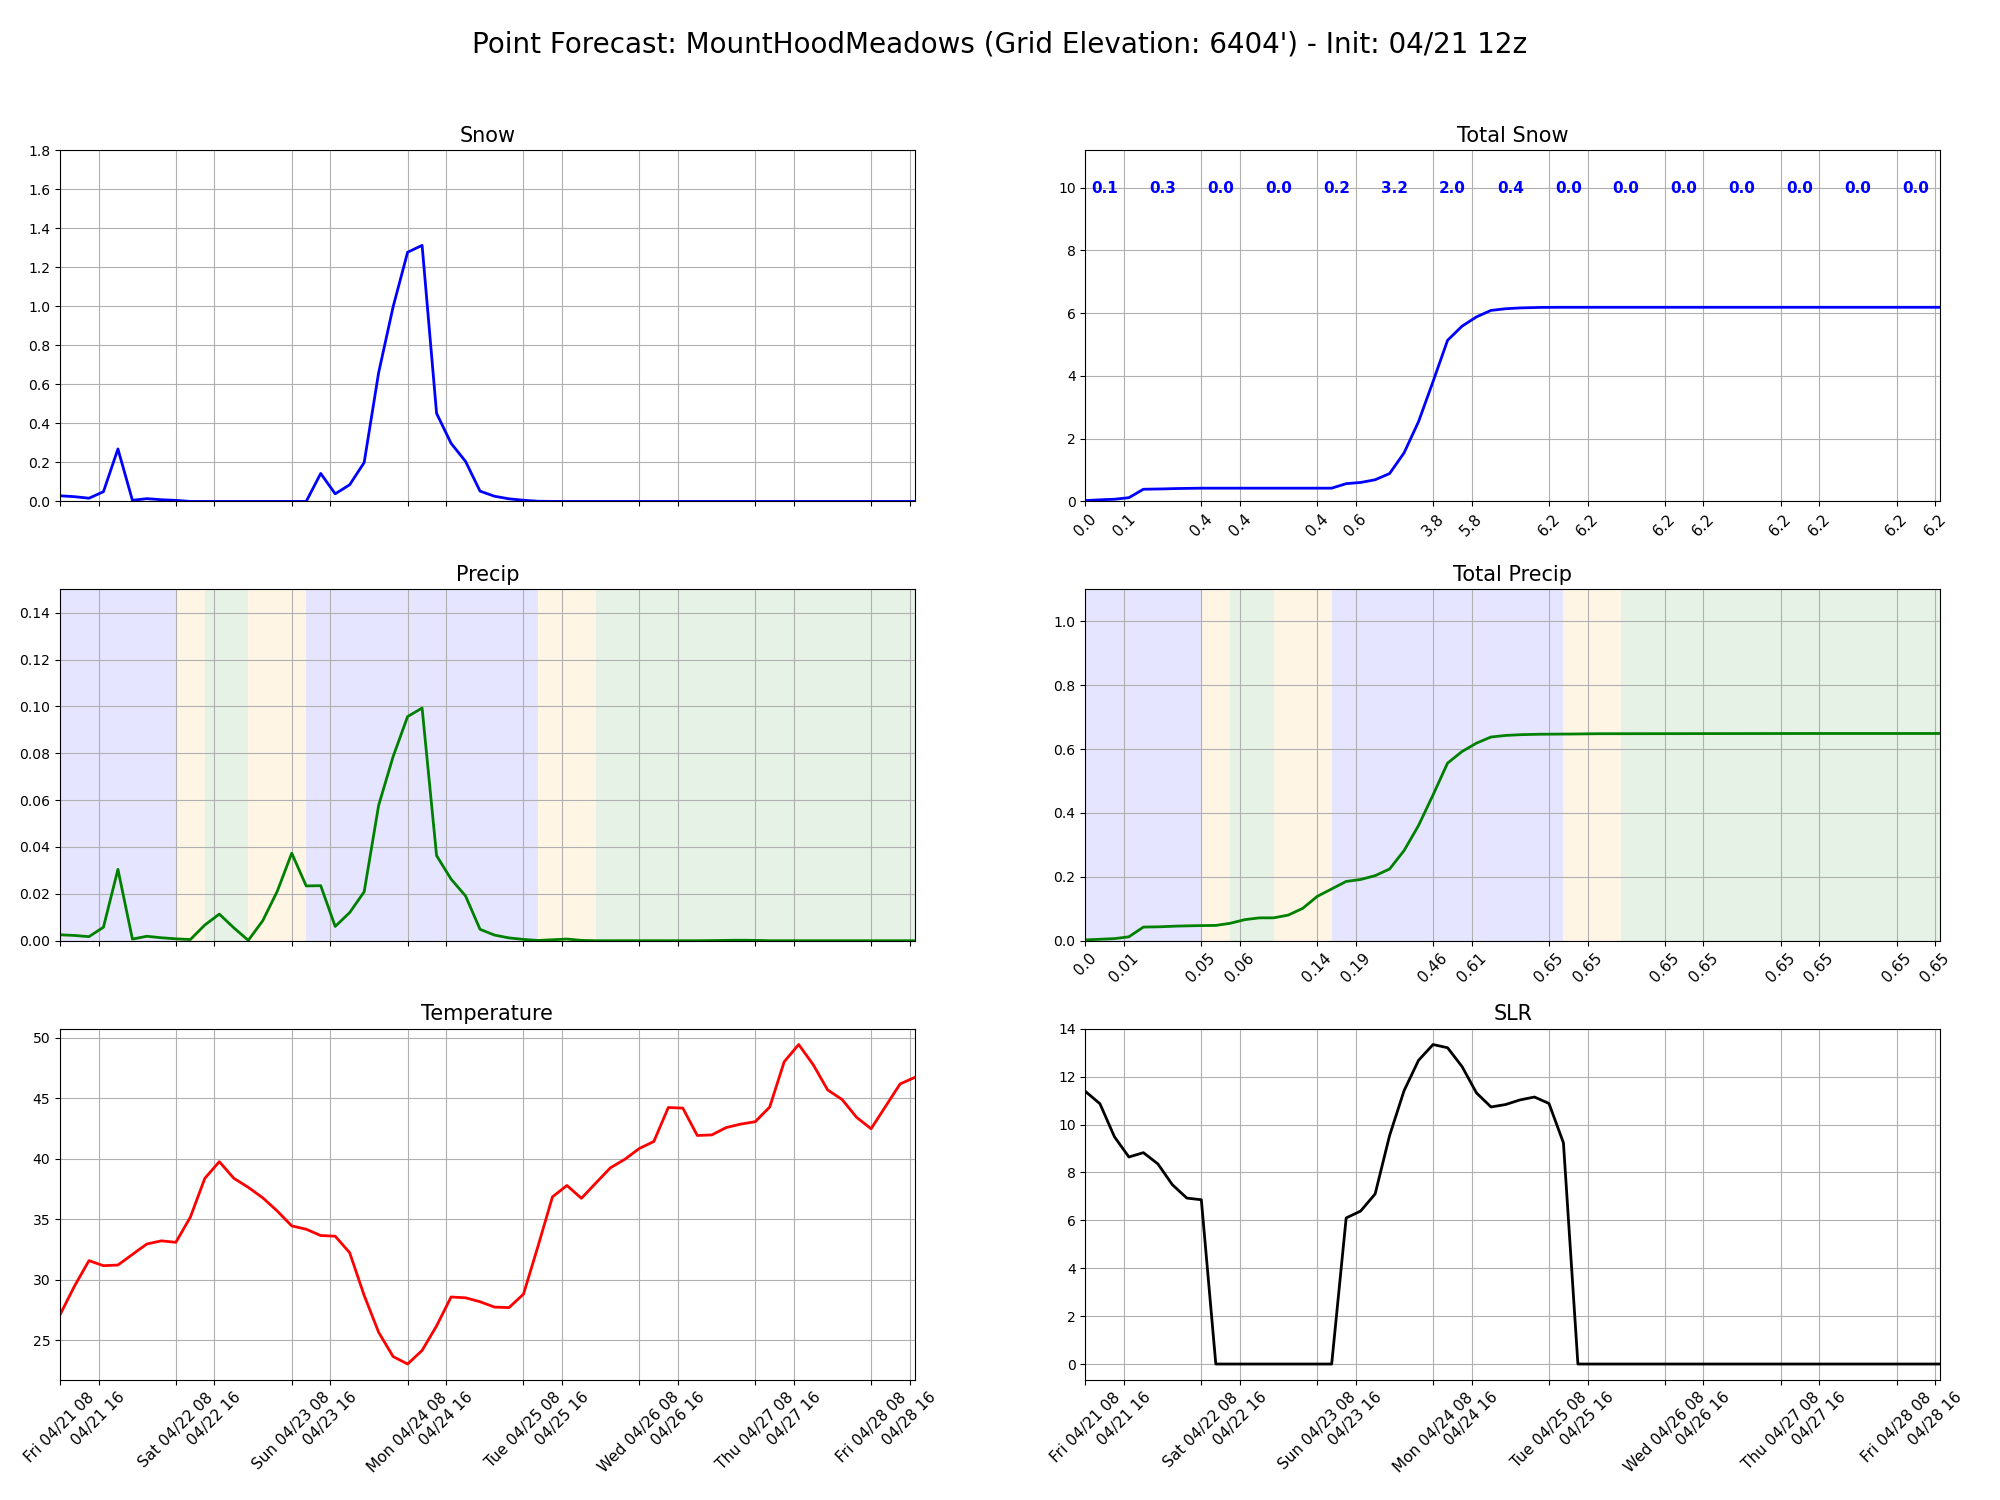 Point Forecast: MountHoodMeadows (Grid Elevation: 6404') - Init: 04/21 12z
Snow
1.8
1.6
1.4
1.2
1.0
0.8
0.6
0.4
0.2
0.0
Total Snow
10
8
6
4
2
0
0.1 0.3 0.0 0.0 0.2 3.2 2.0 0.4 0.0 0.0 0.0 0.0 0.0 0.0 0.0
0.0 0.1 0.4 0.4 0.4 0.6 3.8 5.8 6.2 6.2 6.2 6.2 6.2 6.2 6.2 6.2
Precip
0.14
0.12
0.10
0.08
0.06
0.04
0.02
0.00
Total Precip
1.0
0.8
0.6
0.4
0.2
0.0
0.0 0.01 0.05 0.06 0.14 0.19 0.46 0.61 0.65 0.65 0.65 0.65 0.65 0.65 0.65 0.65
Temperature
50
45
40
35
30
25
Fri 04/21 08
04/21 16
Sat 04/22 08
04/22 16
Sun 04/23 08
04/23 16
Mon 04/24 08
04/24 16
Tue 04/25 08
04/25 16
Wed 04/26 08
04/26 16
Thu 04/27 08
04/27 16
Fri 04/28 08
04/28 16
SLR
14
12
10
8
6
4
2
0
Fri 04/21 08
04/21 16
Sat 04/22 08
04/22 16
Sun 04/23 08
04/23 16
Mon 04/24 08
04/24 16
Tue 04/25 08
04/25 16
Wed 04/26 08
04/26 16
Thu 04/27 08
04/27 16
Fri 04/28 08
04/28 16